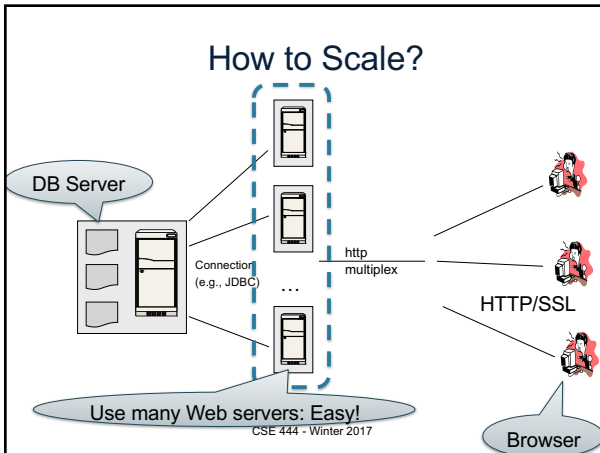 How to Scale?
DB Server
Connection
(e.g., JDBC)
...
http
multiplex
HTTP/SSL
Use many Web servers: Easy!
CSE 444 - Winter 2017
Browser